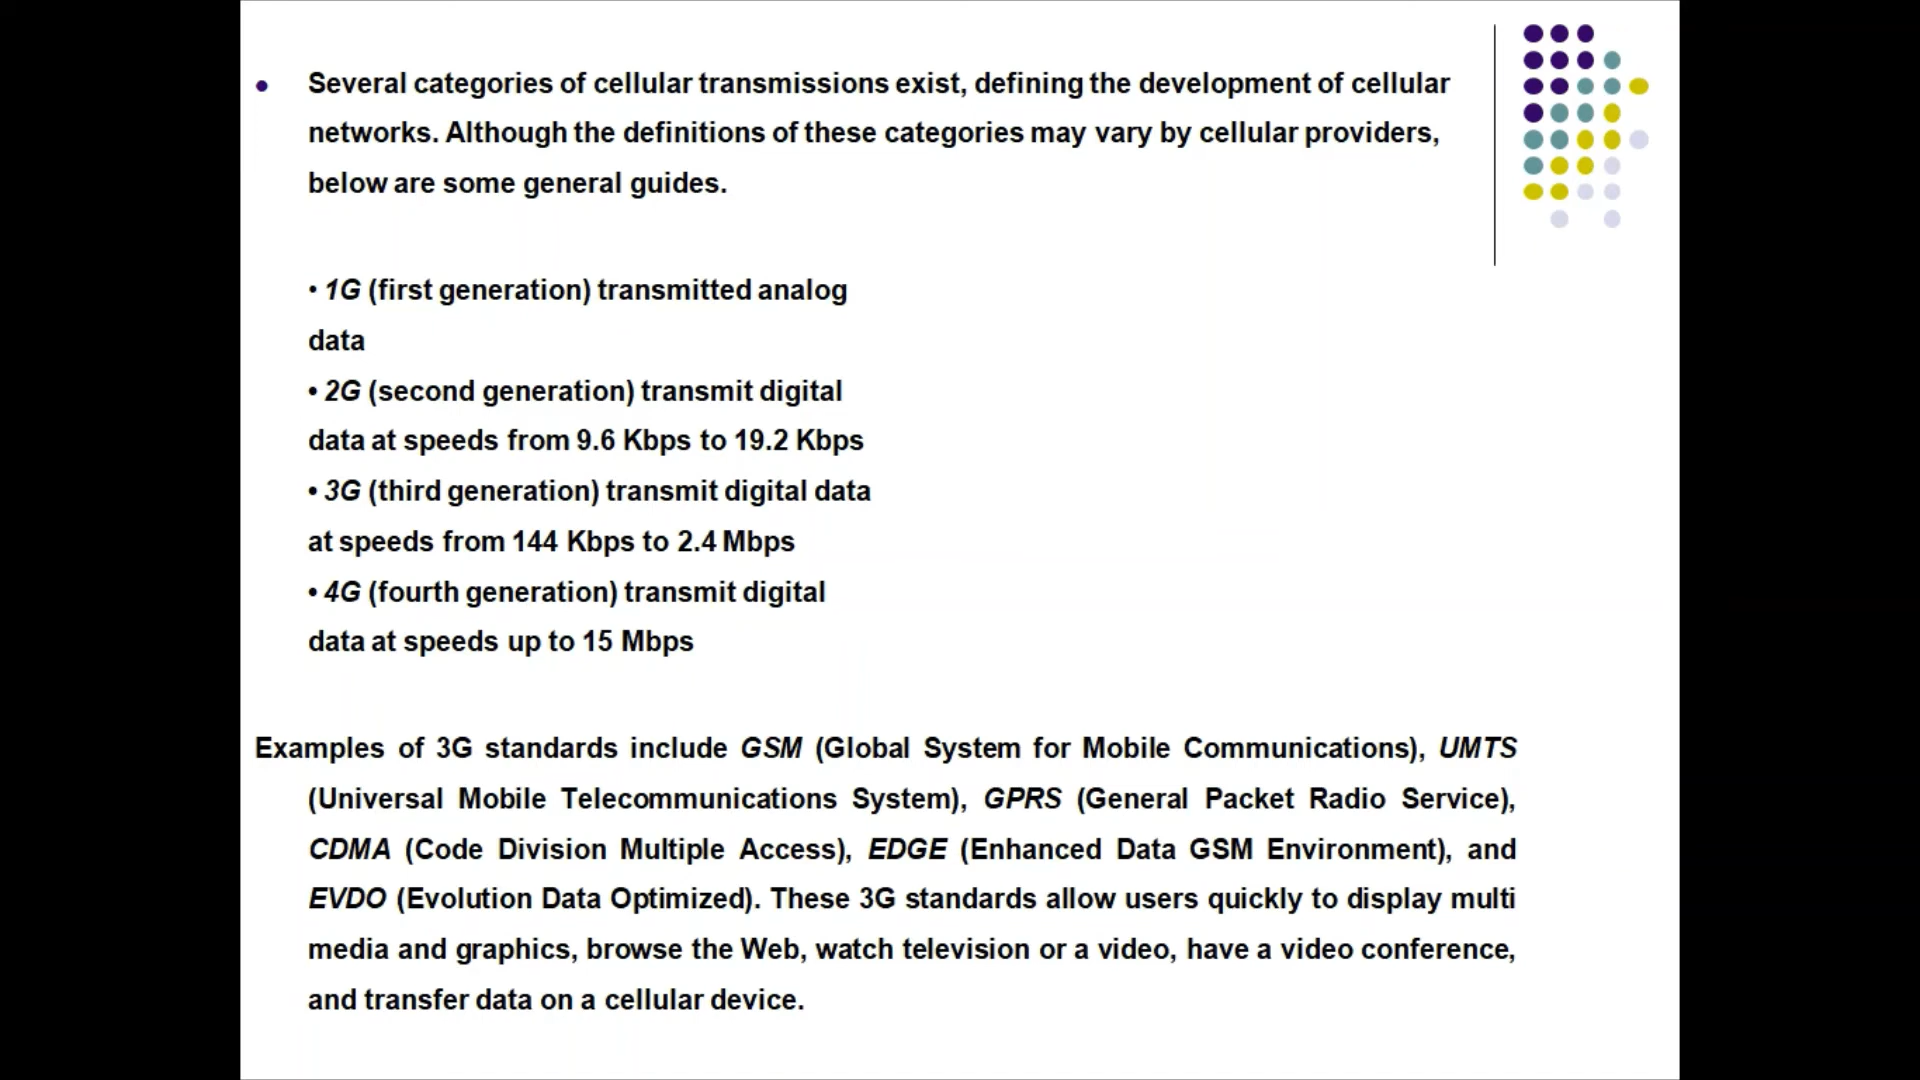 • Several categories of cellular transmissions exist, defining the development of cellular
networks. Although the definitions of these categories may vary by cellular providers,
below are some general guides.
• 1G (first generation) transmitted analog
data
• 2G (second generation) transmit digital
data at speeds from 9.6 Kbps to 19.2 Kbps
• 3G (third generation) transmit digital data
at speeds from 144 Kbps to 2.4 Mbps
• 4G (fourth generation) transmit digital
data at speeds up to 15 Mbps
Examples of 3G standards include GSM (Global System for Mobile Communications), UMTS
(Universal Mobile Telecommunications System), GPRS (General Packet Radio Service),
CDMA (Code Division Multiple Access), EDGE (Enhanced Data GSM Environment), and
EVDO (Evolution Data Optimized). These 3G standards allow users quickly to display multi
media and graphics, browse the Web, watch television or a video, have a video conference,
and transfer data on a cellular device.